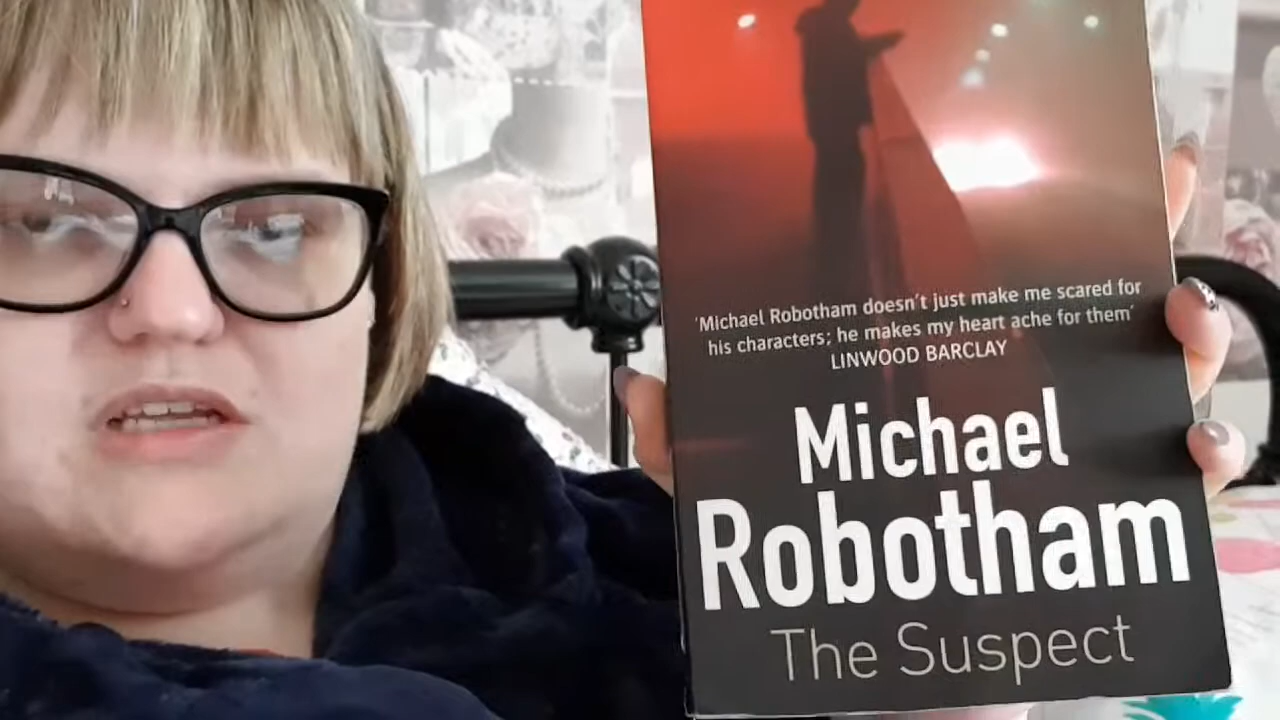 'Michael Robotham doesn't just make me scared for
his characters; he makes my heart ache for them'
LINWOOD BARCLAY
Michael
Robotham
The Suspect